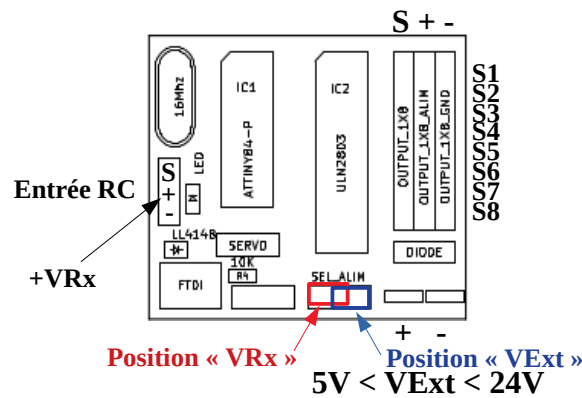 S + -
16Mhz
IC1
ATTINY84-P
IC2
ULN2803
OUTPUT_1X8
OUTPUT_1X8_ALIM
OUTPUT_1X8_GND
S1
S2
S3
S4
S5
S6
S7
S8
LED
Entrée RC
S
+
-
LL4148
SERVO
DIODE
+VRx
10K
R4
FTDI
SEL_ALIM
+ -
Position « VRx »
Position « VExt »
5V < VExt < 24V